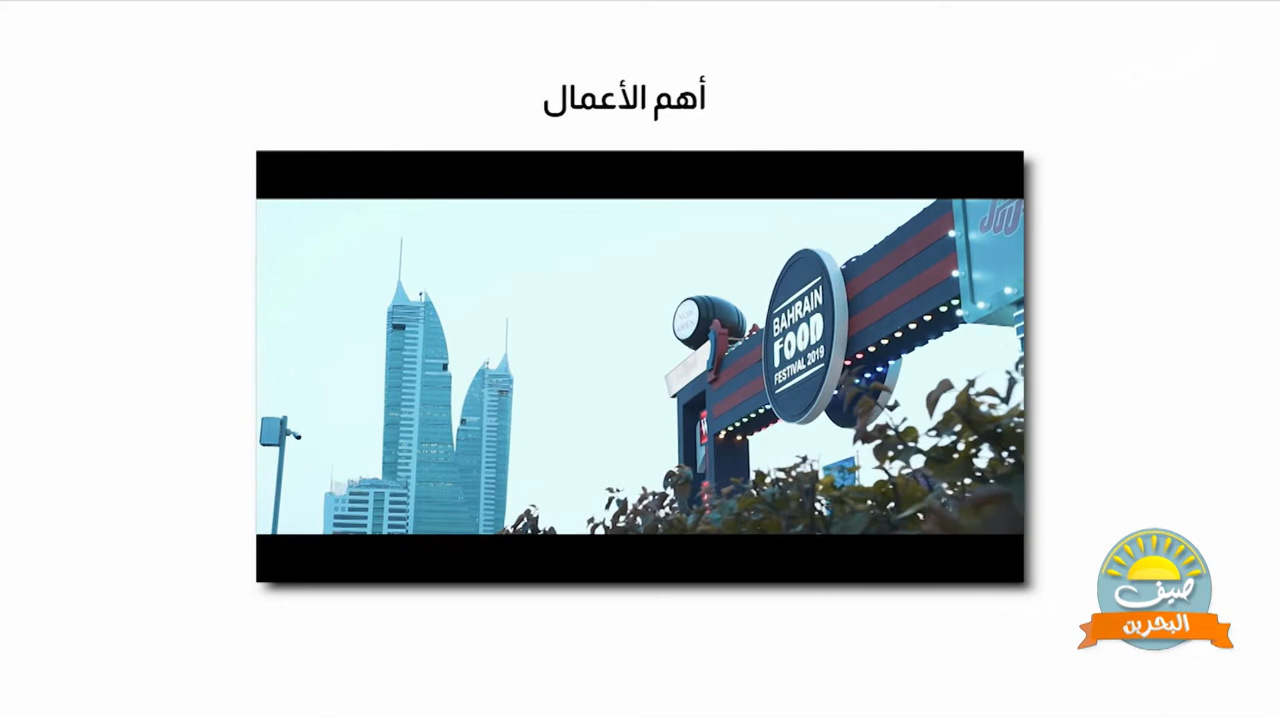 أهم الأعمال
BAHRAIN
FOOD
FESTIVAL 2019
صيف
البحرين